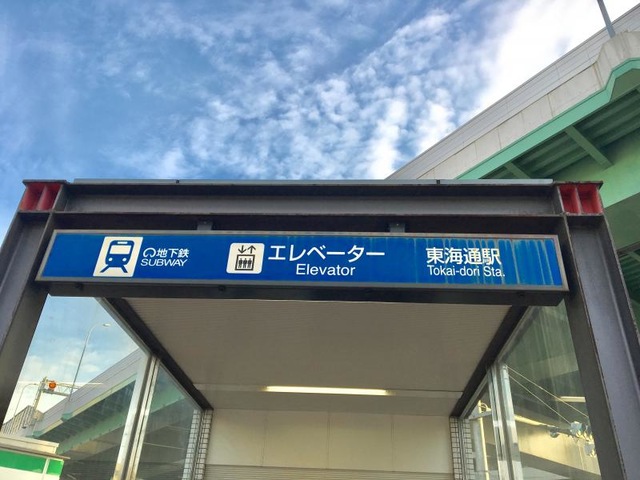 地下鉄
SUBWAY
エレベーター
Elevator
東海通駅
Tokai-dori Sta.